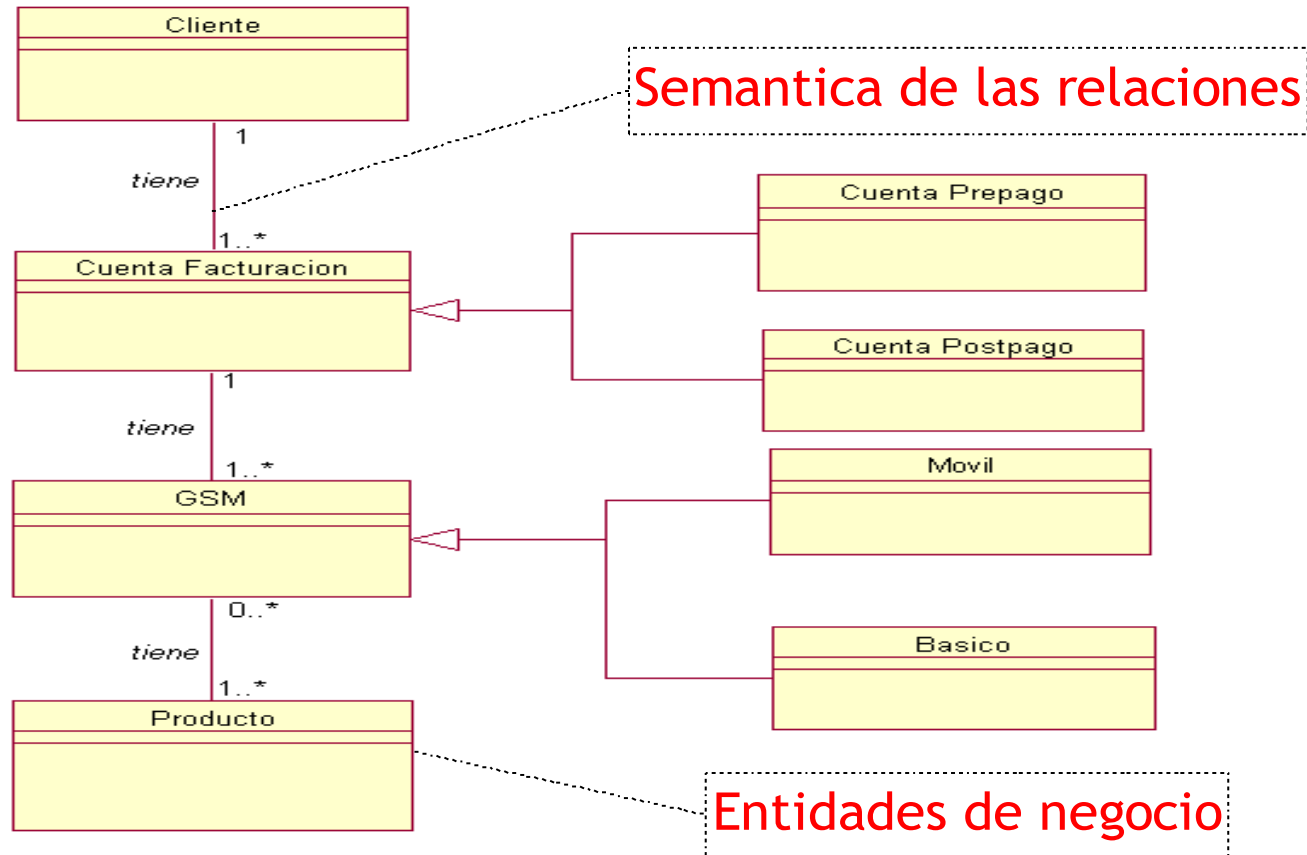 Cliente
Semantica de las relaciones
1
tiene
1..*
Cuenta Prepago
Cuenta Facturacion
Cuenta Postpago
1
tiene
1..*
Movil
GSM
0..*
tiene
1..*
Basico
Producto
Entidades de negocio